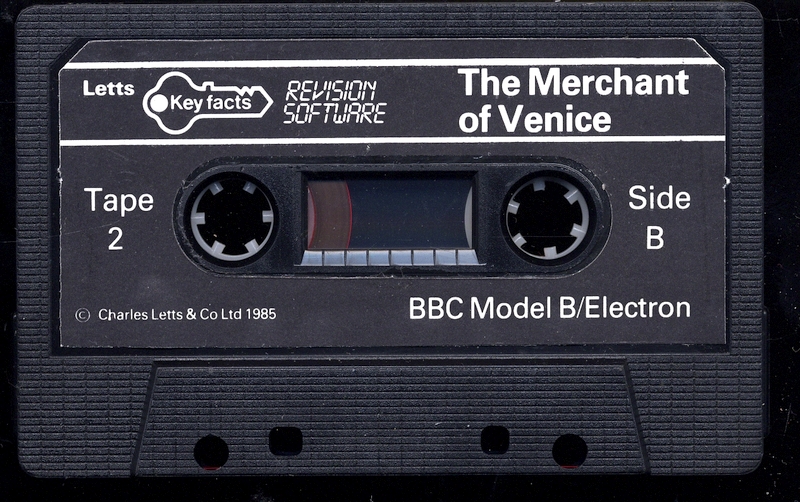 Letts
Key facts
REVISION
SOFTWARE
The Merchant
of Venice
Tape
2
Side
B
© Charles Letts & Co Ltd 1985
BBC Model B/Electron